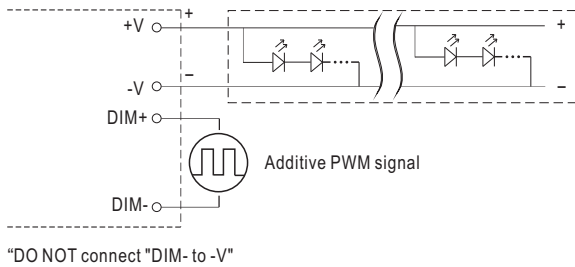 +V
+
+
-V
–
–
DIM+
Additive PWM signal
DIM-
“DO NOT connect "DIM- to -V"